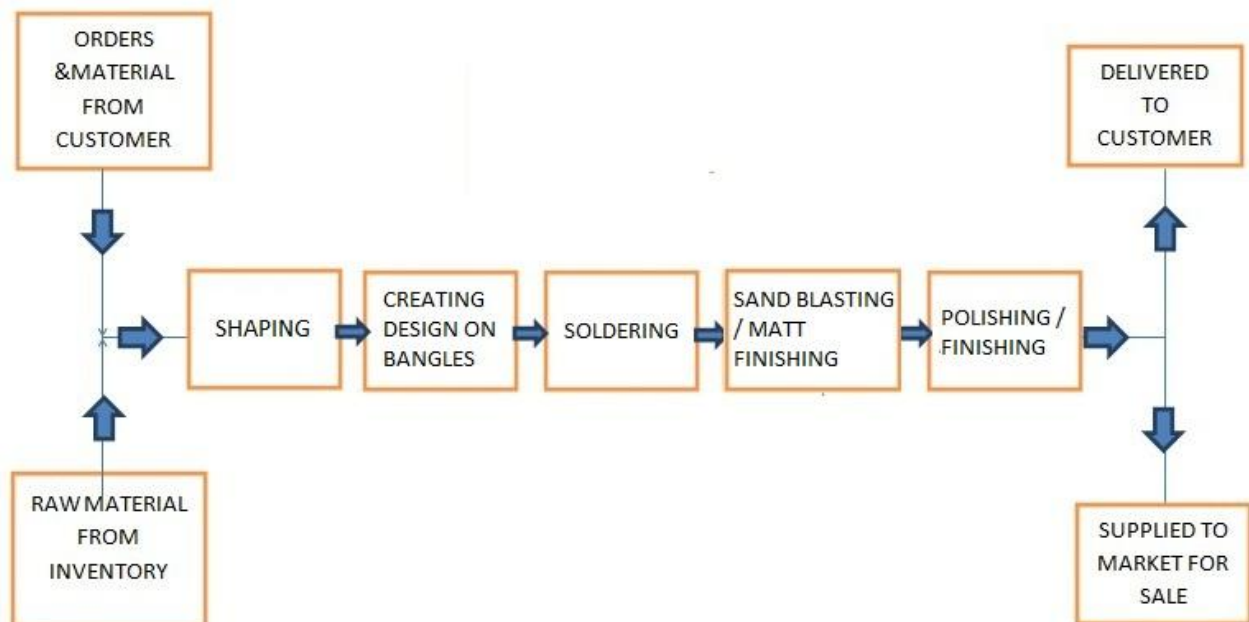 ORDERS
&MATERIAL
FROM
CUSTOMER
RAW MATERIAL
FROM
INVENTORY
SHAPING
CREATING
DESIGN ON
BANGLES
SOLDERING
SAND BLASTING
/ MATT
FINISHING
POLISHING /
FINISHING
DELIVERED
TO
CUSTOMER
SUPPLIED TO
MARKET FOR
SALE